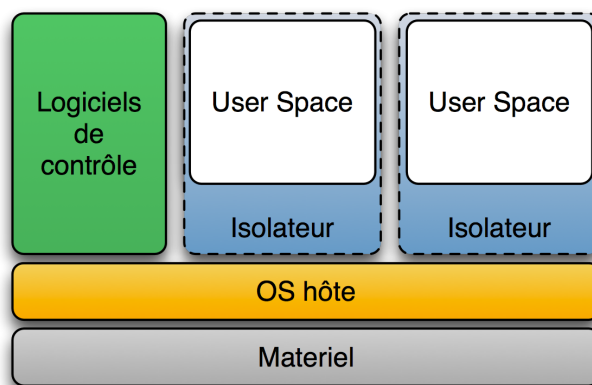 Logiciels
de
contrôle
User Space
User Space
Isolateur
Isolateur
OS hôte
Materiel